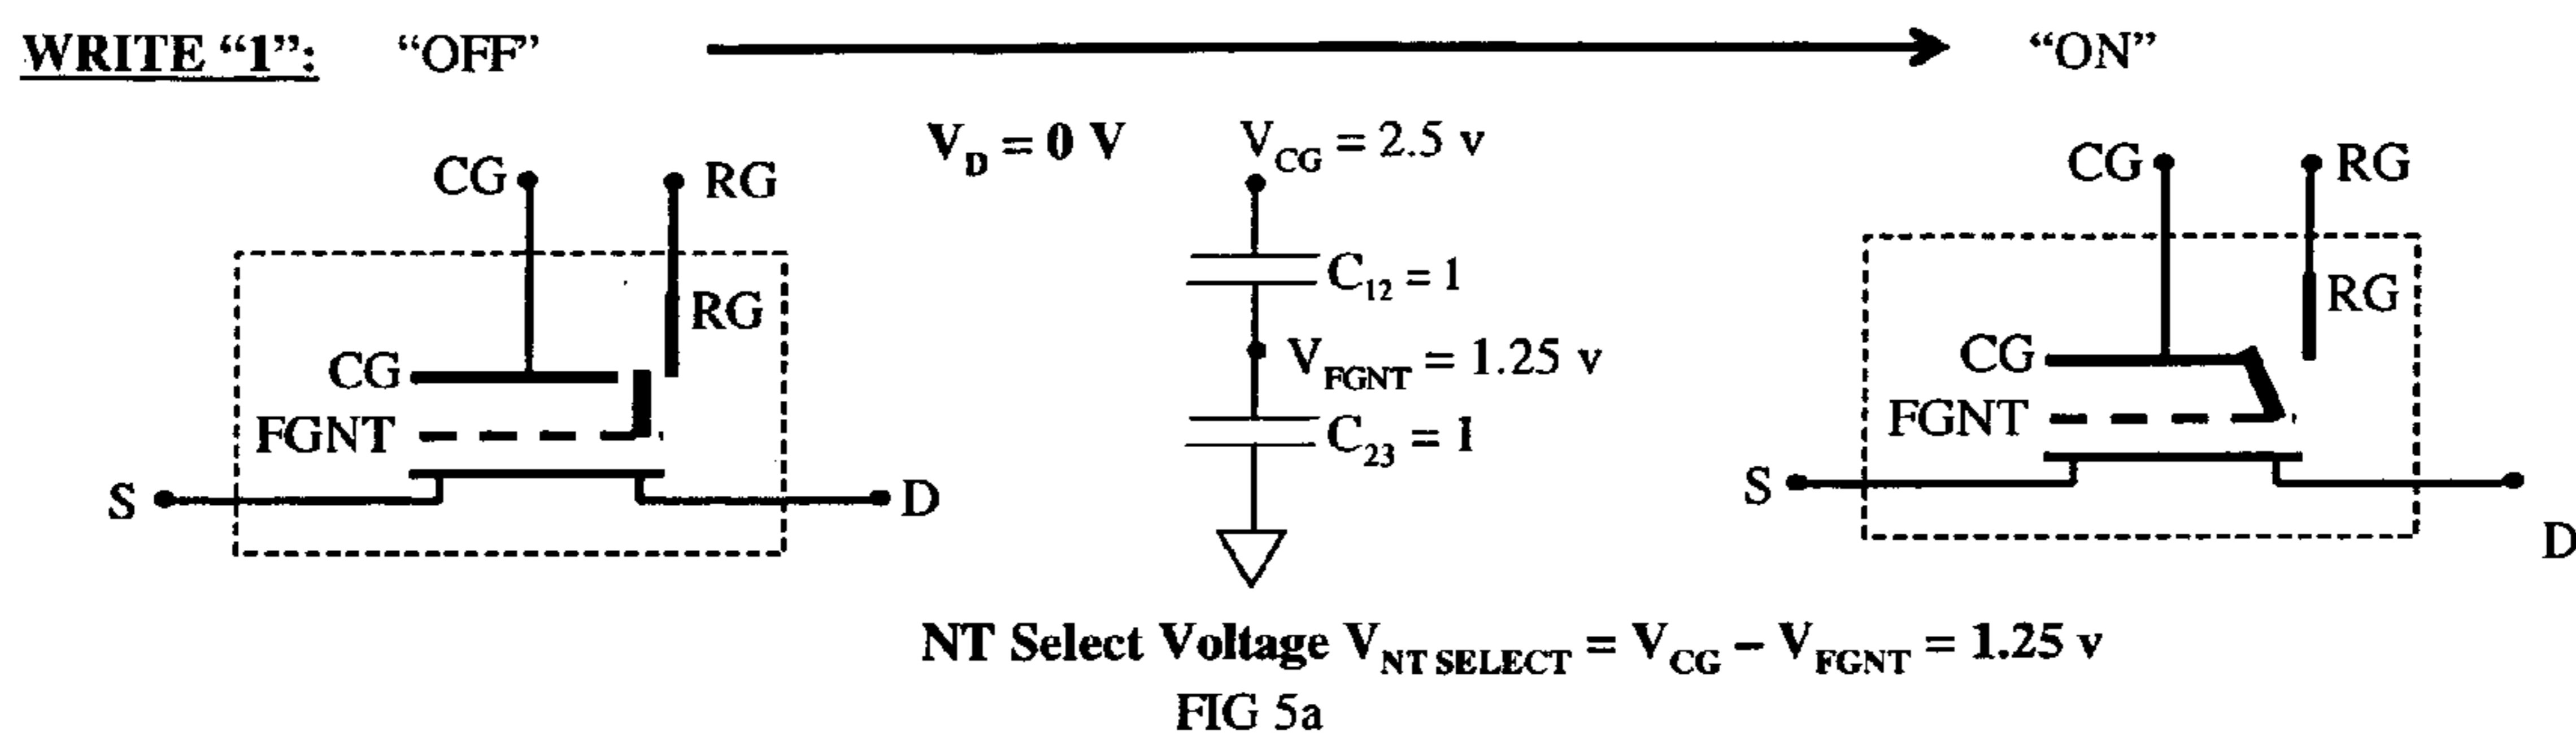 WRITE “1”: “OFF” “ON”
V_D = 0 V V_CG = 2.5 v
CG RG CG RG
RG C_12 = 1 RG
CG V_FGNT = 1.25 v CG
FGNT C_23 = 1 FGNT
S D S D
NT Select Voltage V_NT SELECT = V_CG – V_FGNT = 1.25 v
FIG 5a